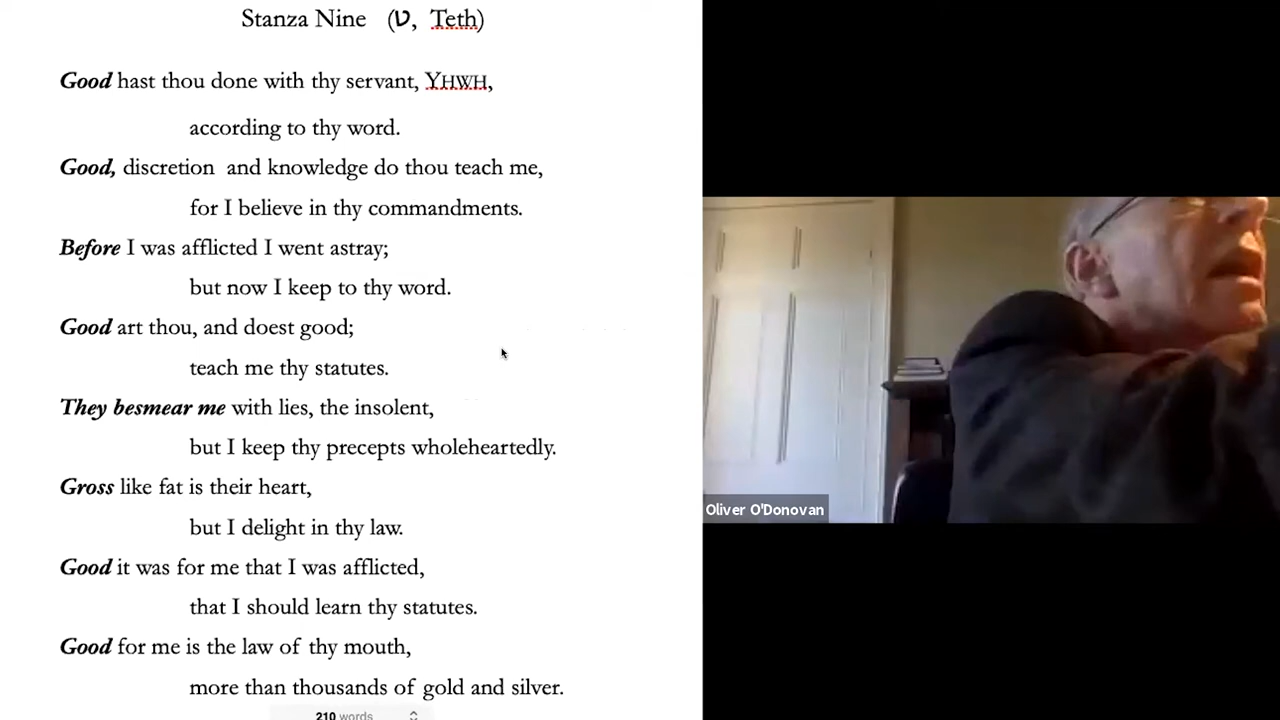 Stanza Nine (ט, Teth)
Good hast thou done with thy servant, YHWH,
according to thy word.
Good, discretion and knowledge do thou teach me,
for I believe in thy commandments.
Before I was afflicted I went astray;
but now I keep to thy word.
Good art thou, and doest good;
teach me thy statutes.
They besmear me with lies, the insolent,
but I keep thy precepts wholeheartedly.
Gross like fat is their heart,
but I delight in thy law.
Good it was for me that I was afflicted,
that I should learn thy statutes.
Good for me is the law of thy mouth,
more than thousands of gold and silver.
210 words
Oliver O'Donovan